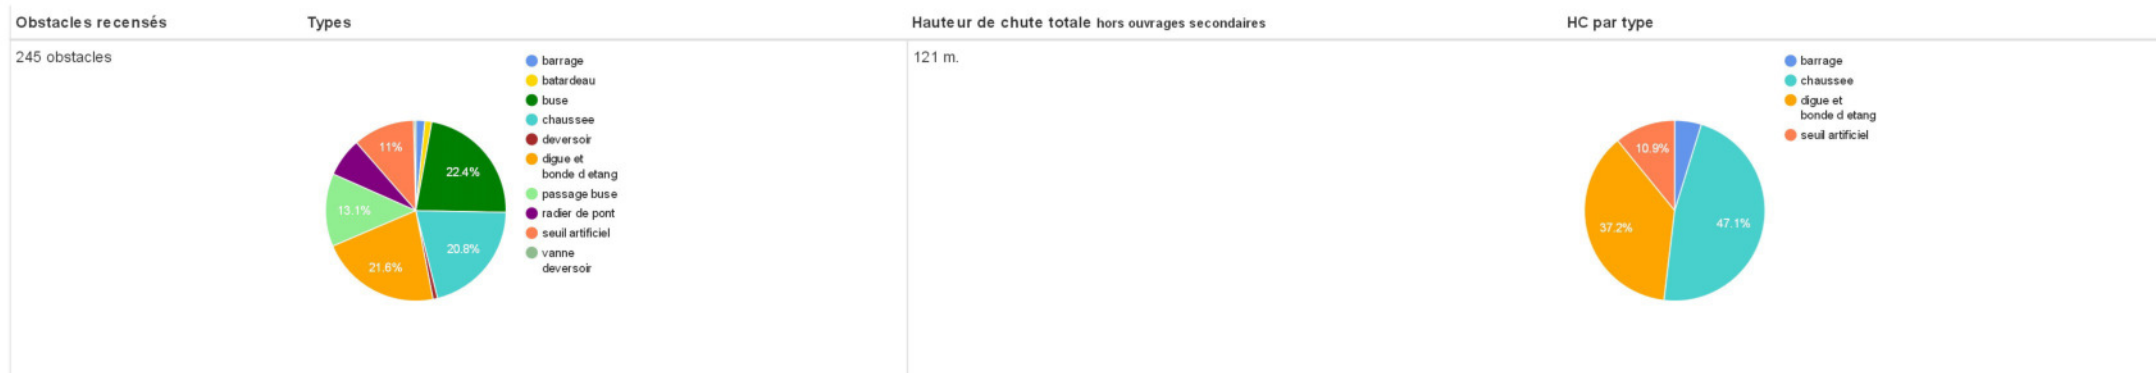 Obstacles recensés
Types
Hauteur de chute totale hors ouvrages secondaires
HC par type
245 obstacles
barrage
batardeau
buse
chaussee
deversoir
digue et
bonde d etang
passage buse
radier de pont
seuil artificiel
vanne
deversoir
11%
22.4%
13.1%
20.8%
21.6%
121 m.
barrage
chaussee
digue et
bonde d etang
seuil artificiel
10.9%
47.1%
37.2%